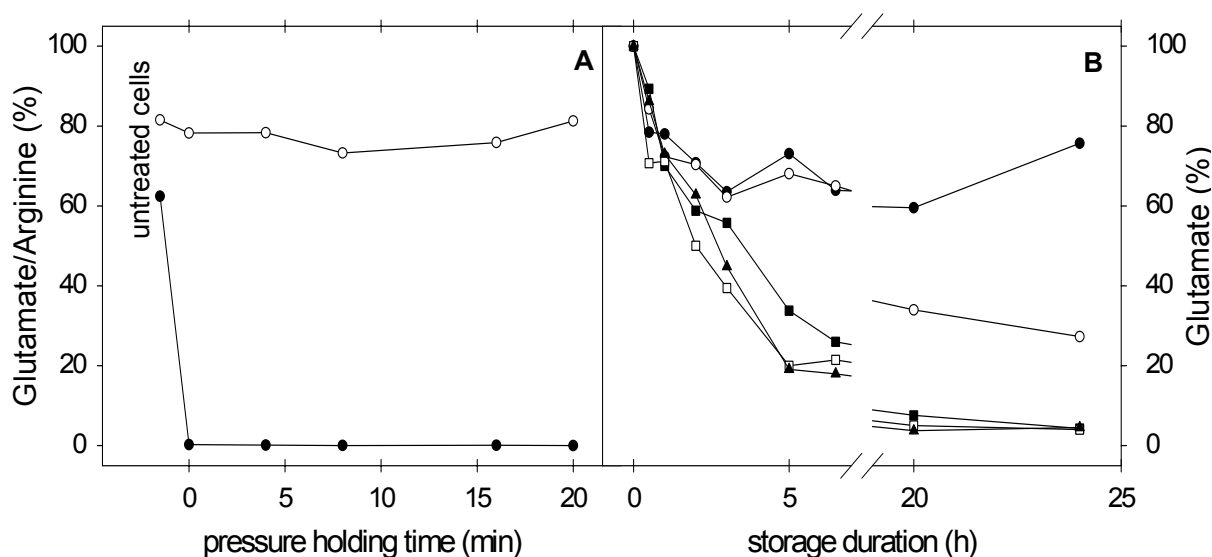 100
80
60
40
20
0
Glutamate/Arginine (%)
untreated cells
A
0 5 10 15 20
pressure holding time (min)
B
0 5 20 25
storage duration (h)
100
80
60
40
20
0
Glutamate (%)